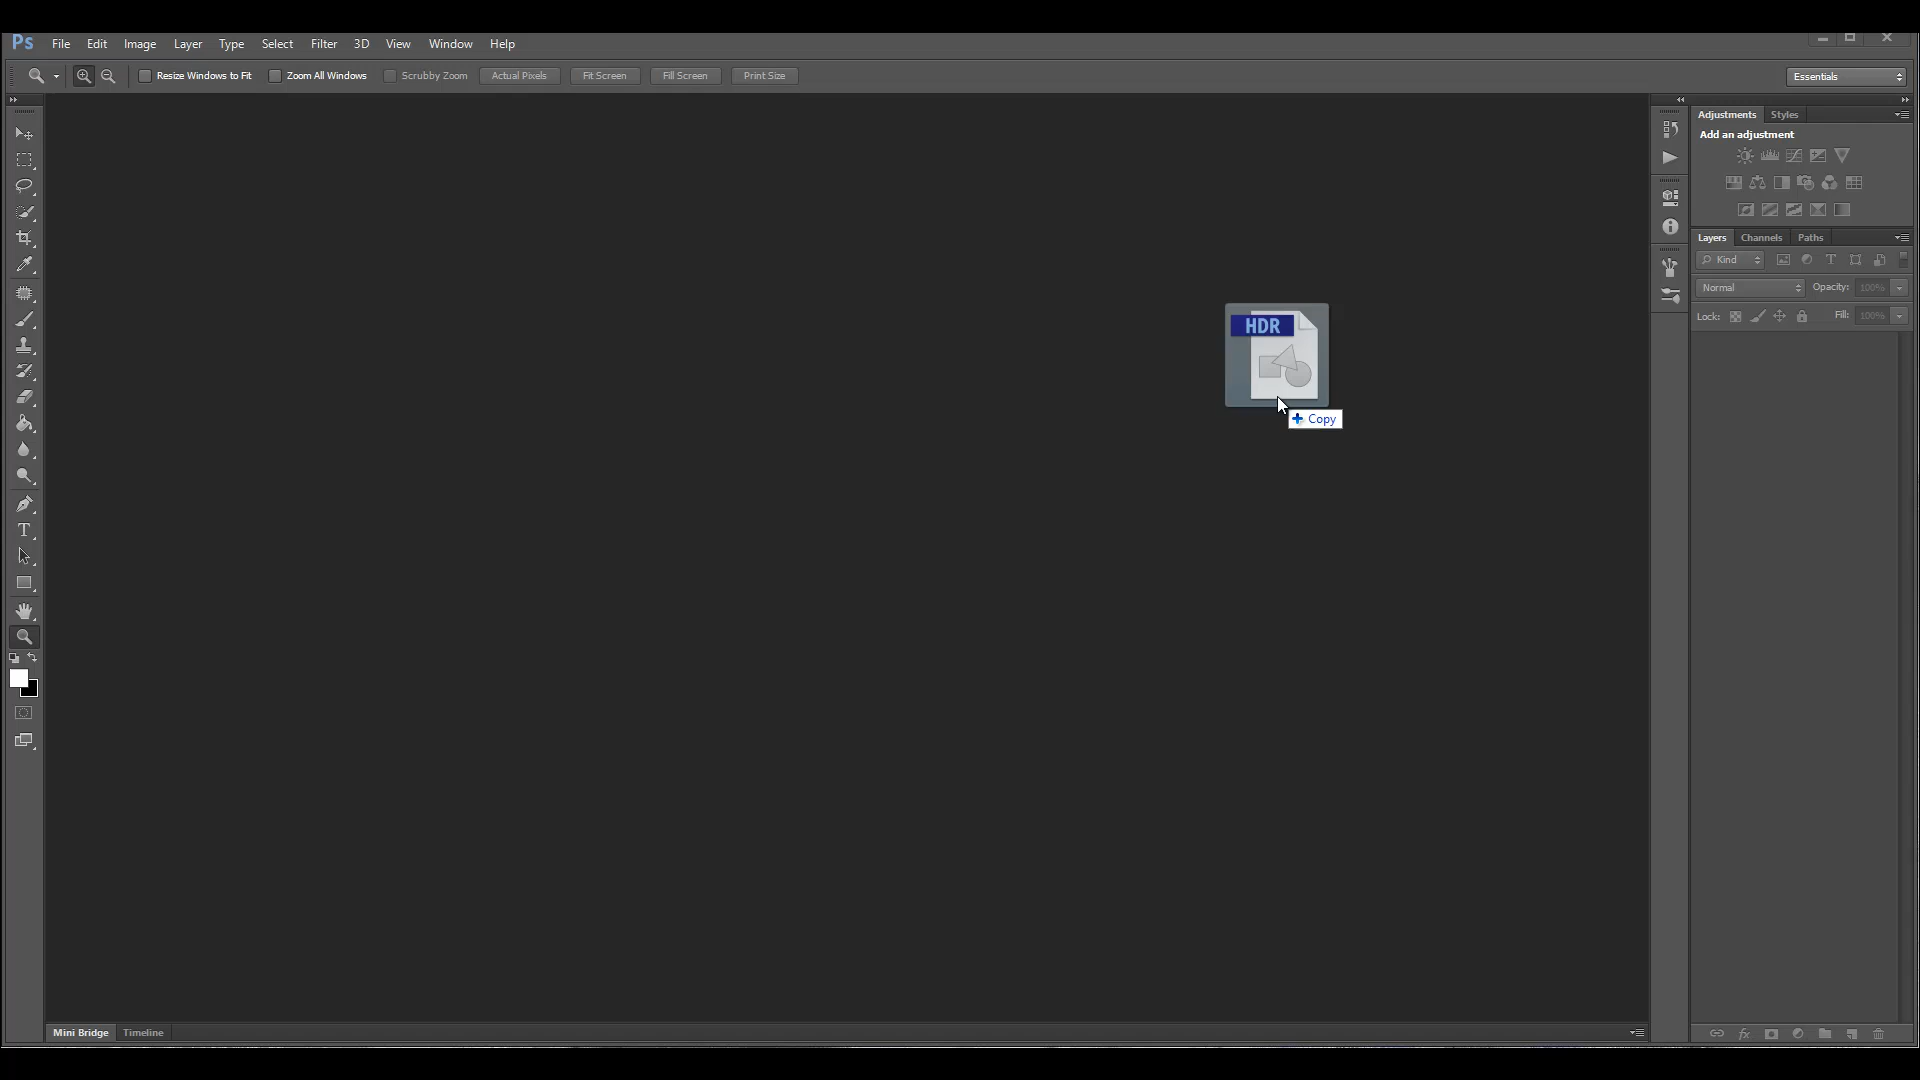 Ps File Edit Image Layer Type Select Filter 3D View Window Help
Resize Windows to Fit Zoom All Windows Scrubby Zoom Actual Pixels Fit Screen Fill Screen Print Size Essentials
Adjustments Styles
Add an adjustment
Layers Channels Paths
Kind
Normal Opacity: 100%
Lock: Fill: 100%
HDR
Copy
Mini Bridge Timeline